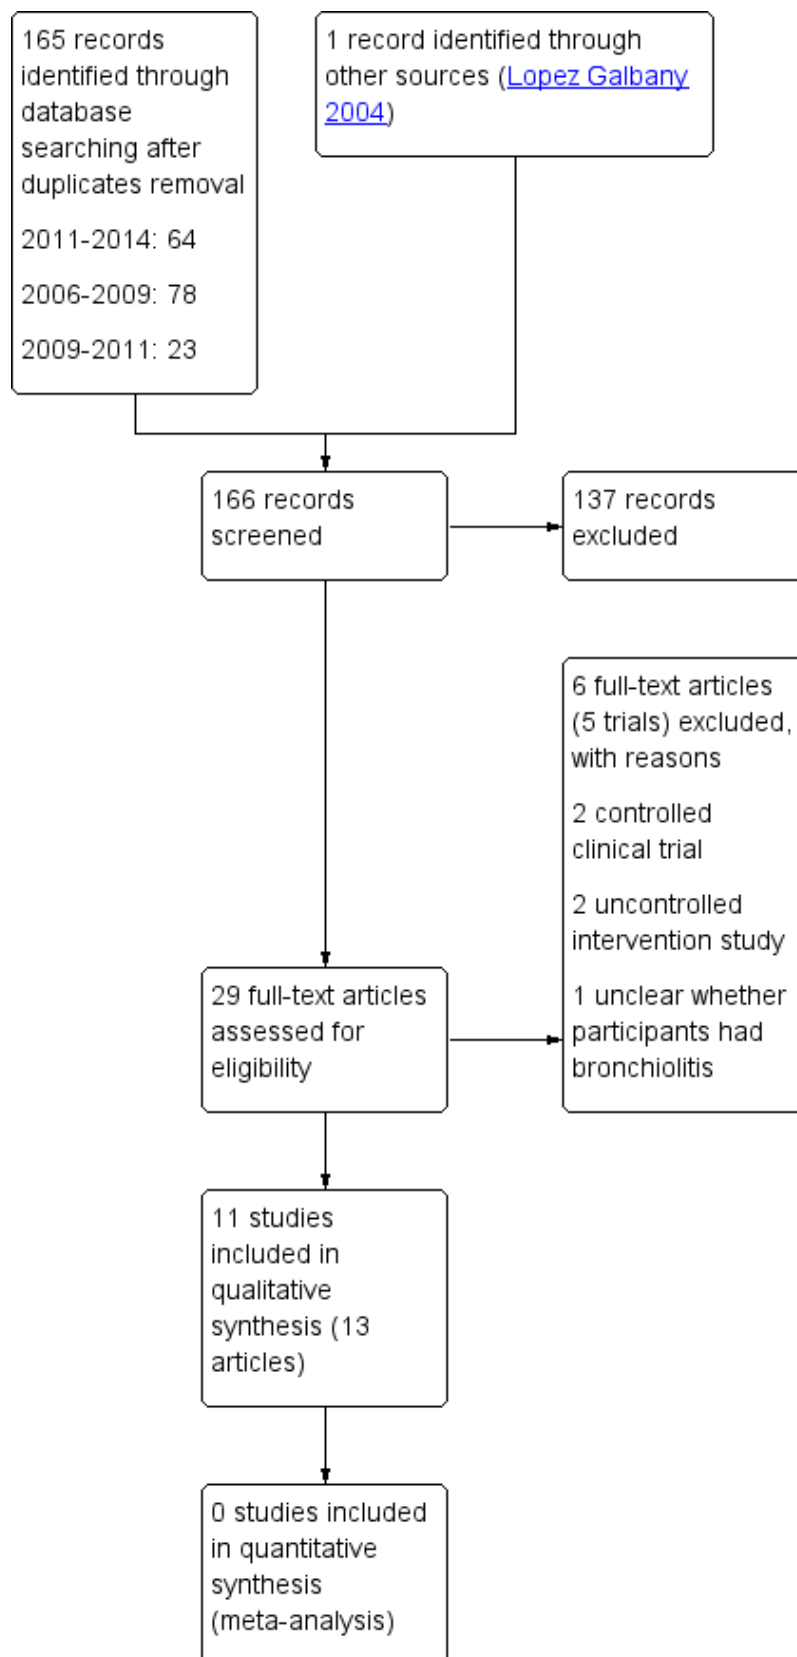 165 records
identified through
database
searching after
duplicates removal
2011-2014: 64
2006-2009: 78
2009-2011: 23
1 record identified through
other sources (Lopez Galbany
2004)
166 records
screened
137 records
excluded
6 full-text articles
(5 trials) excluded,
with reasons
2 controlled
clinical trial
2 uncontrolled
intervention study
1 unclear whether
participants had
bronchiolitis
29 full-text articles
assessed for
eligibility
11 studies
included in
qualitative
synthesis (13
articles)
0 studies included
in quantitative
synthesis
(meta-analysis)